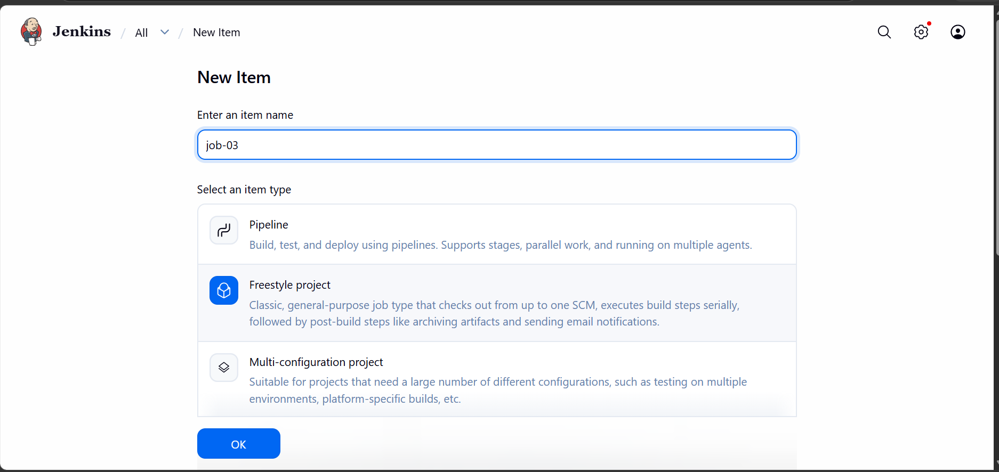 Jenkins / All / New Item
New Item
Enter an item name
job-03
Select an item type
Pipeline
Build, test, and deploy using pipelines. Supports stages, parallel work, and running on multiple agents.
Freestyle project
Classic, general-purpose job type that checks out from up to one SCM, executes build steps serially,
followed by post-build steps like archiving artifacts and sending email notifications.
Multi-configuration project
Suitable for projects that need a large number of different configurations, such as testing on multiple
environments, platform-specific builds, etc.
OK